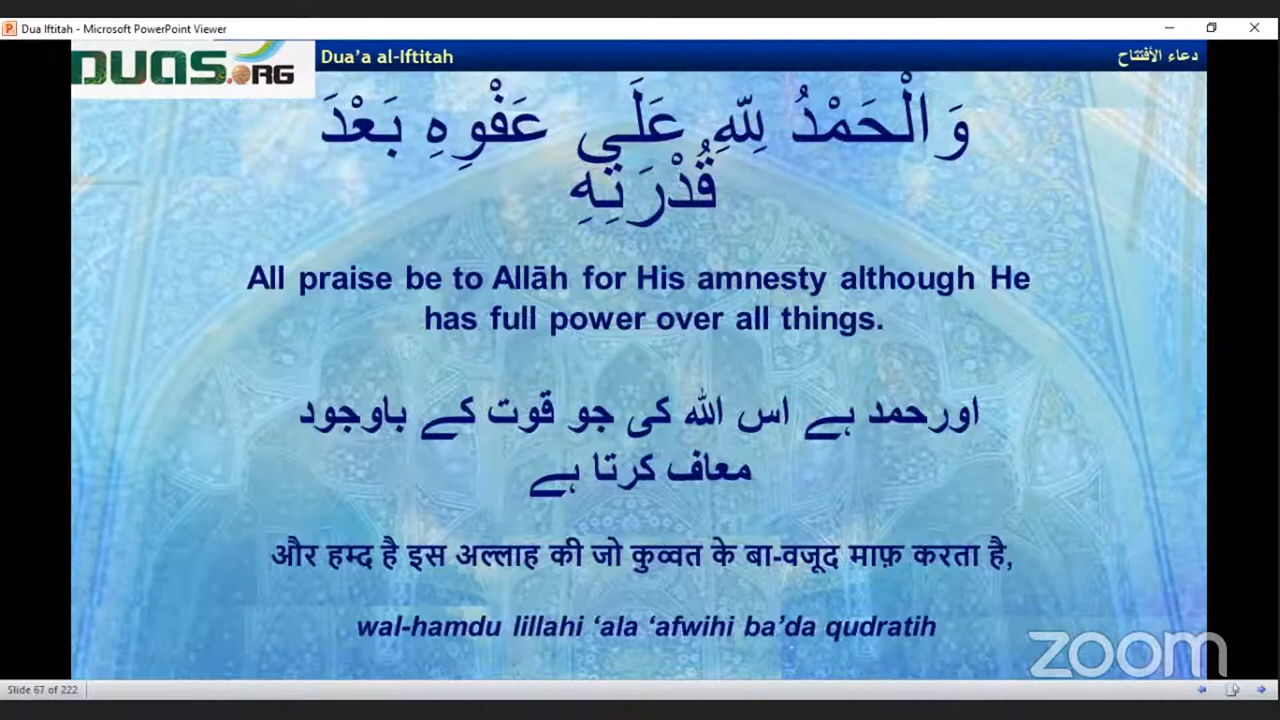 Dua Iftitah - Microsoft PowerPoint Viewer
DUAS.ORG
Dua’a al-Iftitah
دعاء الأفتتاح
وَ الْحَمْدُ لِلّٰهِ عَلَي عَفْوِهِ بَعْدَ
قُدْرَتِهِ
All praise be to Allāh for His amnesty although He
has full power over all things.
اورحمد ہے اس اللہ کی جو قوت کے باوجود
معاف کرتا ہے
और हम्द है इस अल्लाह की जो कुव्वत के बा-वजूद माफ़ करता है,
wal-hamdu lillahi ‘ala ‘afwihi ba’da qudratih
zoom
Slide 67 of 222